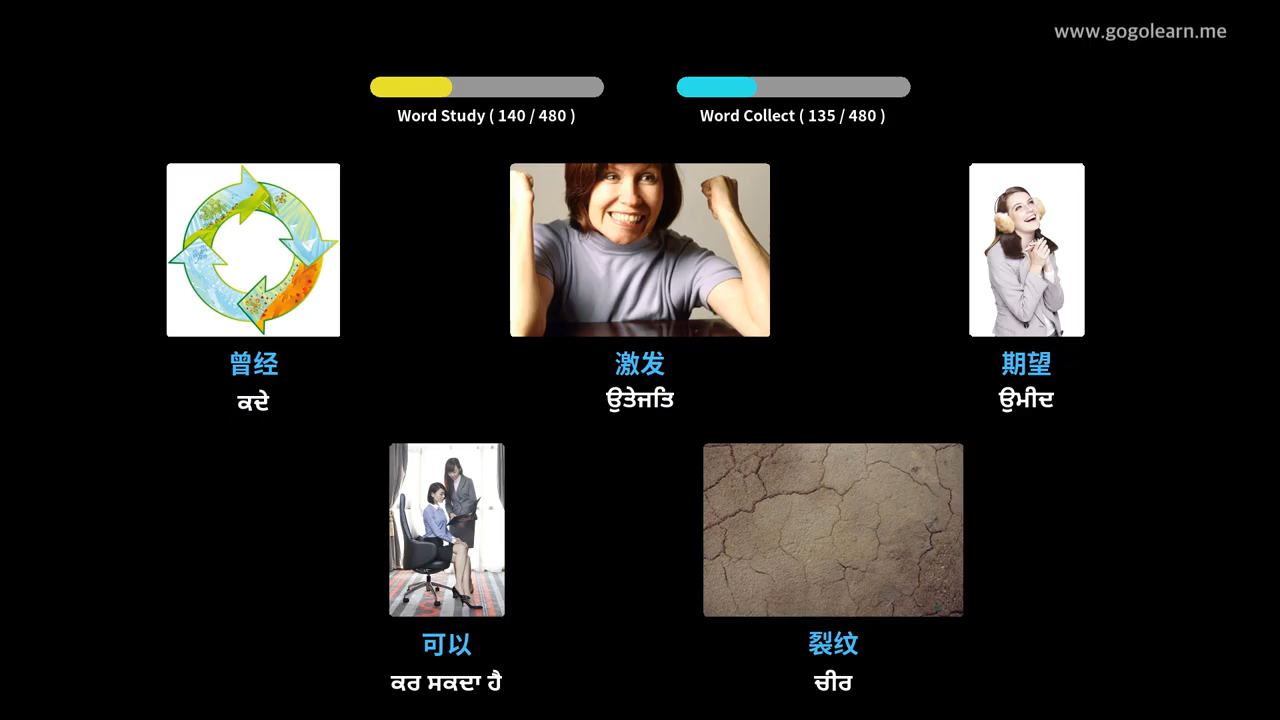 www.gogolearn.me
Word Study ( 140 / 480 )
Word Collect ( 135 / 480 )
曾经
ਕਦੇ
激发
ਉਤੇਜਤਿ
期望
ਉਮੀਦ
可以
ਕਰ ਸਕਦਾ ਹੈ
裂纹
ਚੀਰ